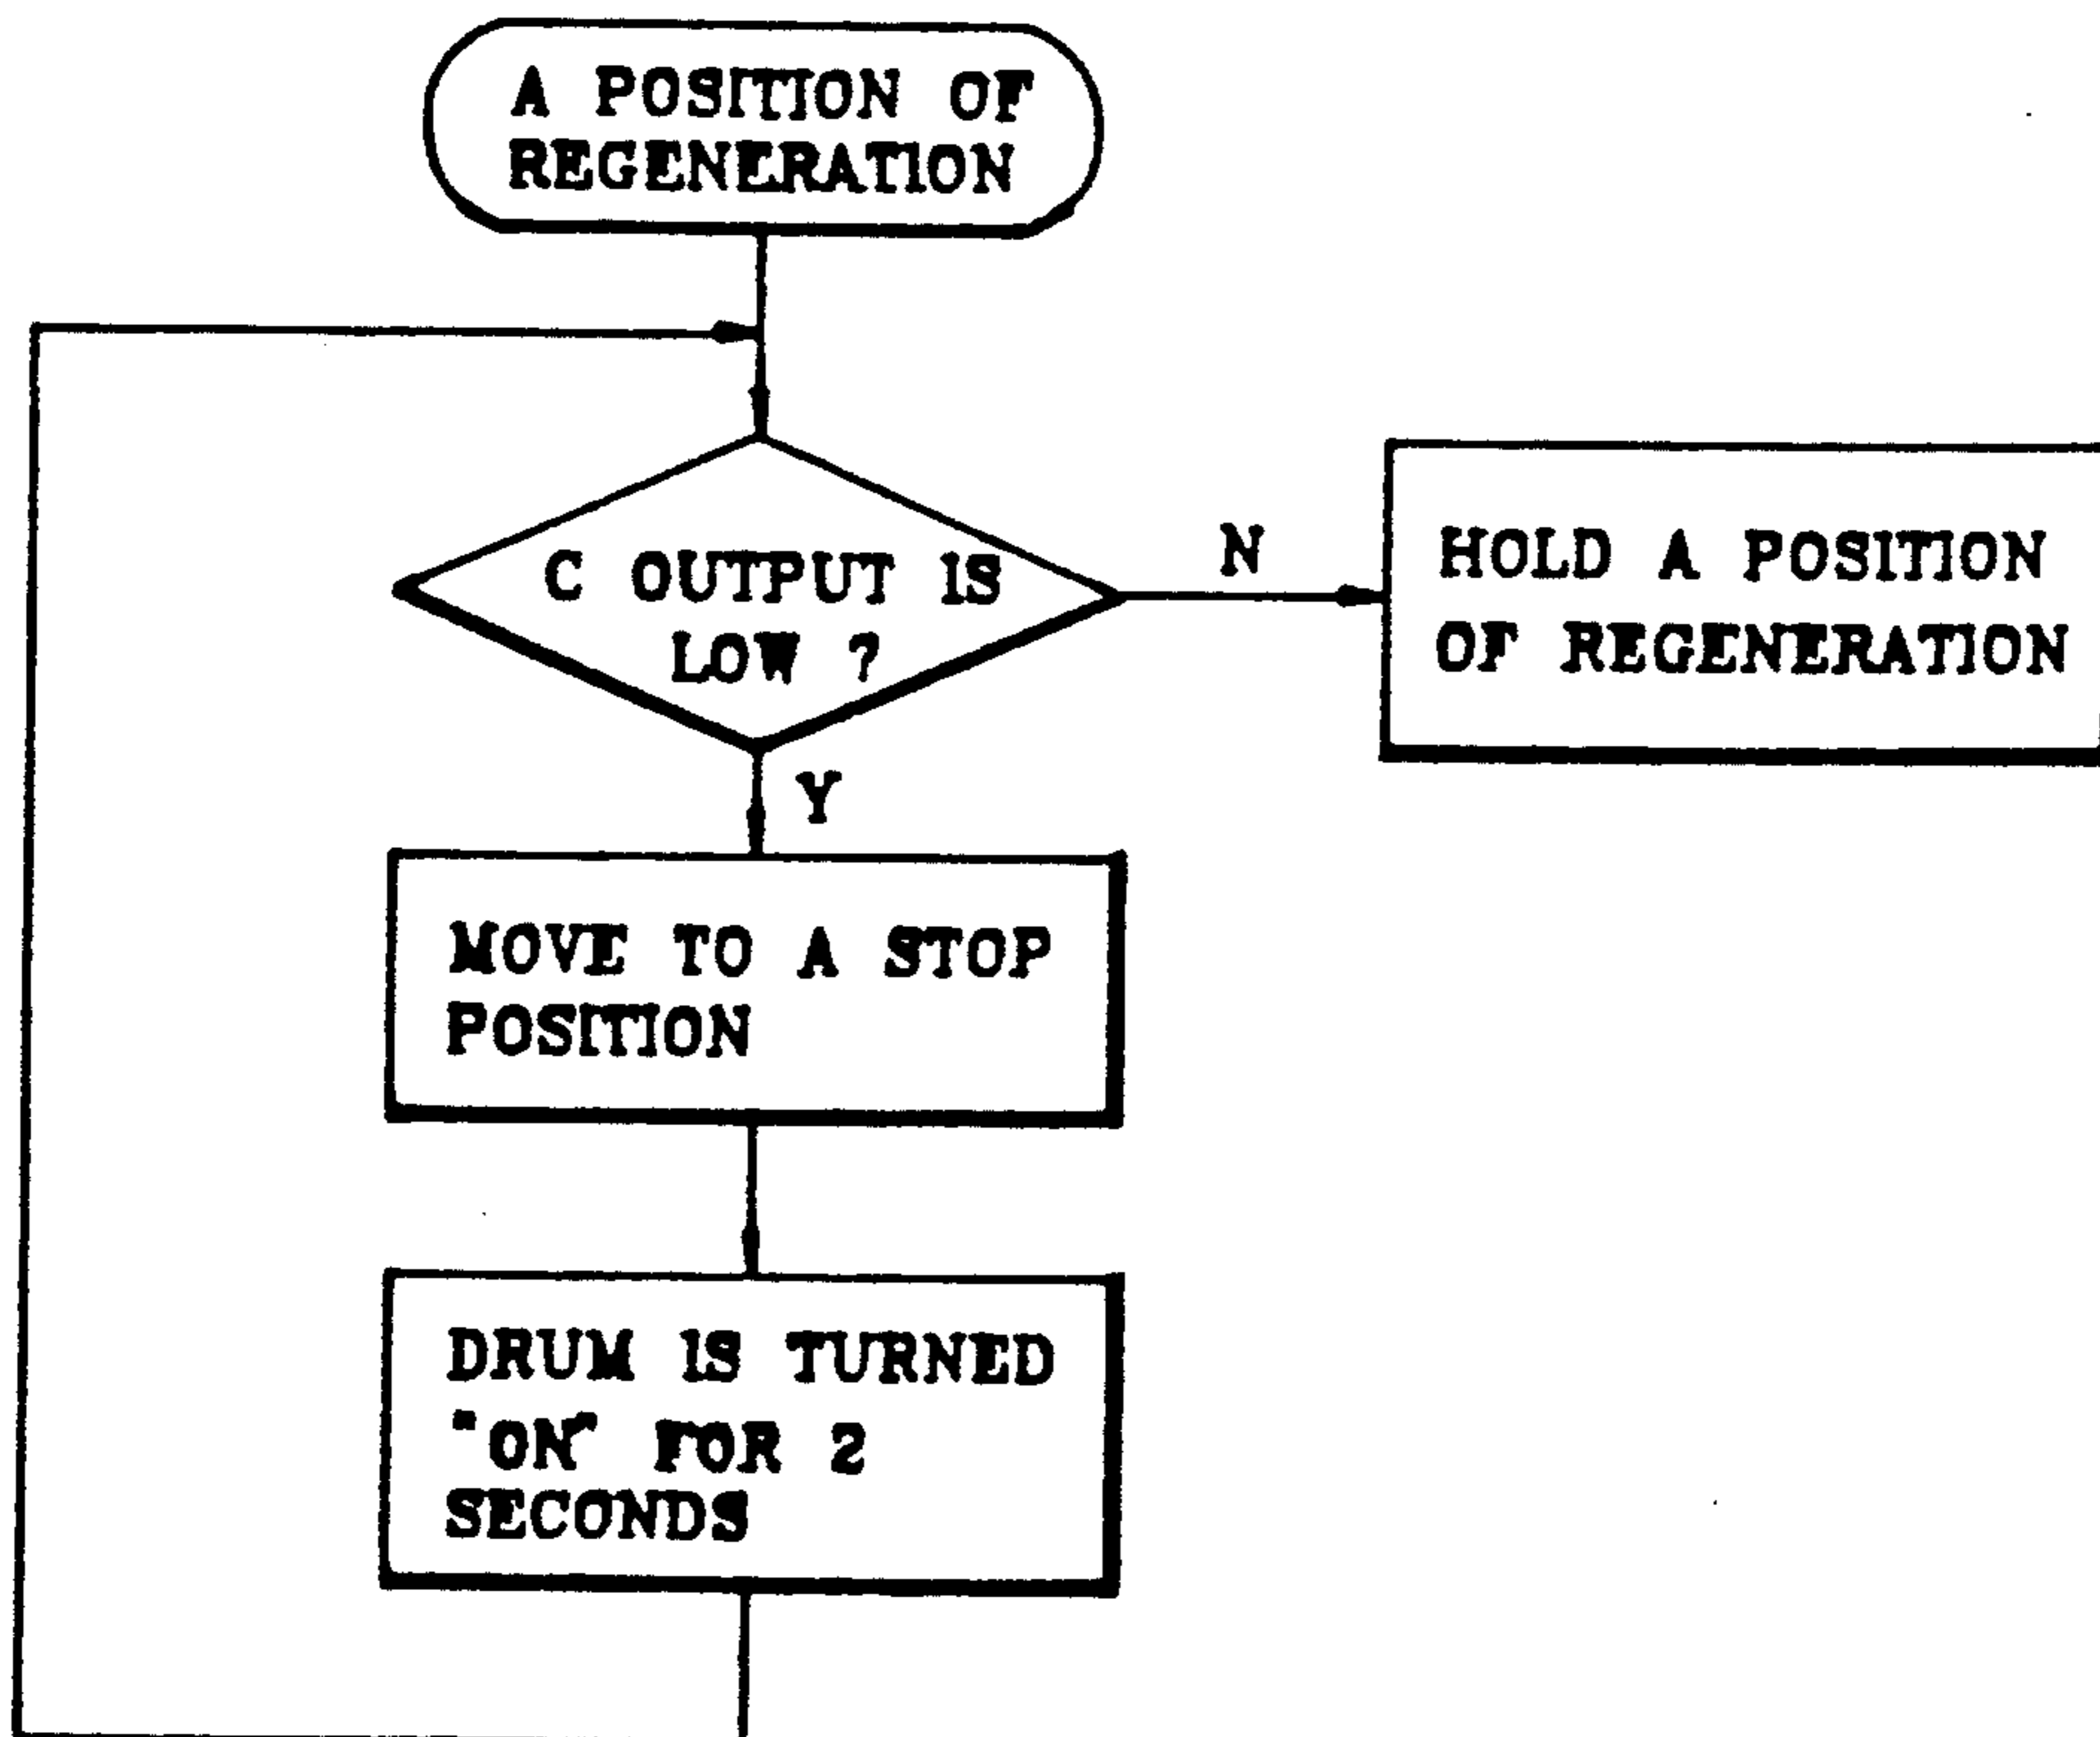 A POSITION OF
REGENERATION
C OUTPUT IS
LOW ?
N
HOLD A POSITION
OF REGENERATION
Y
MOVE TO A STOP
POSITION
DRUM IS TURNED
"ON" FOR 2
SECONDS